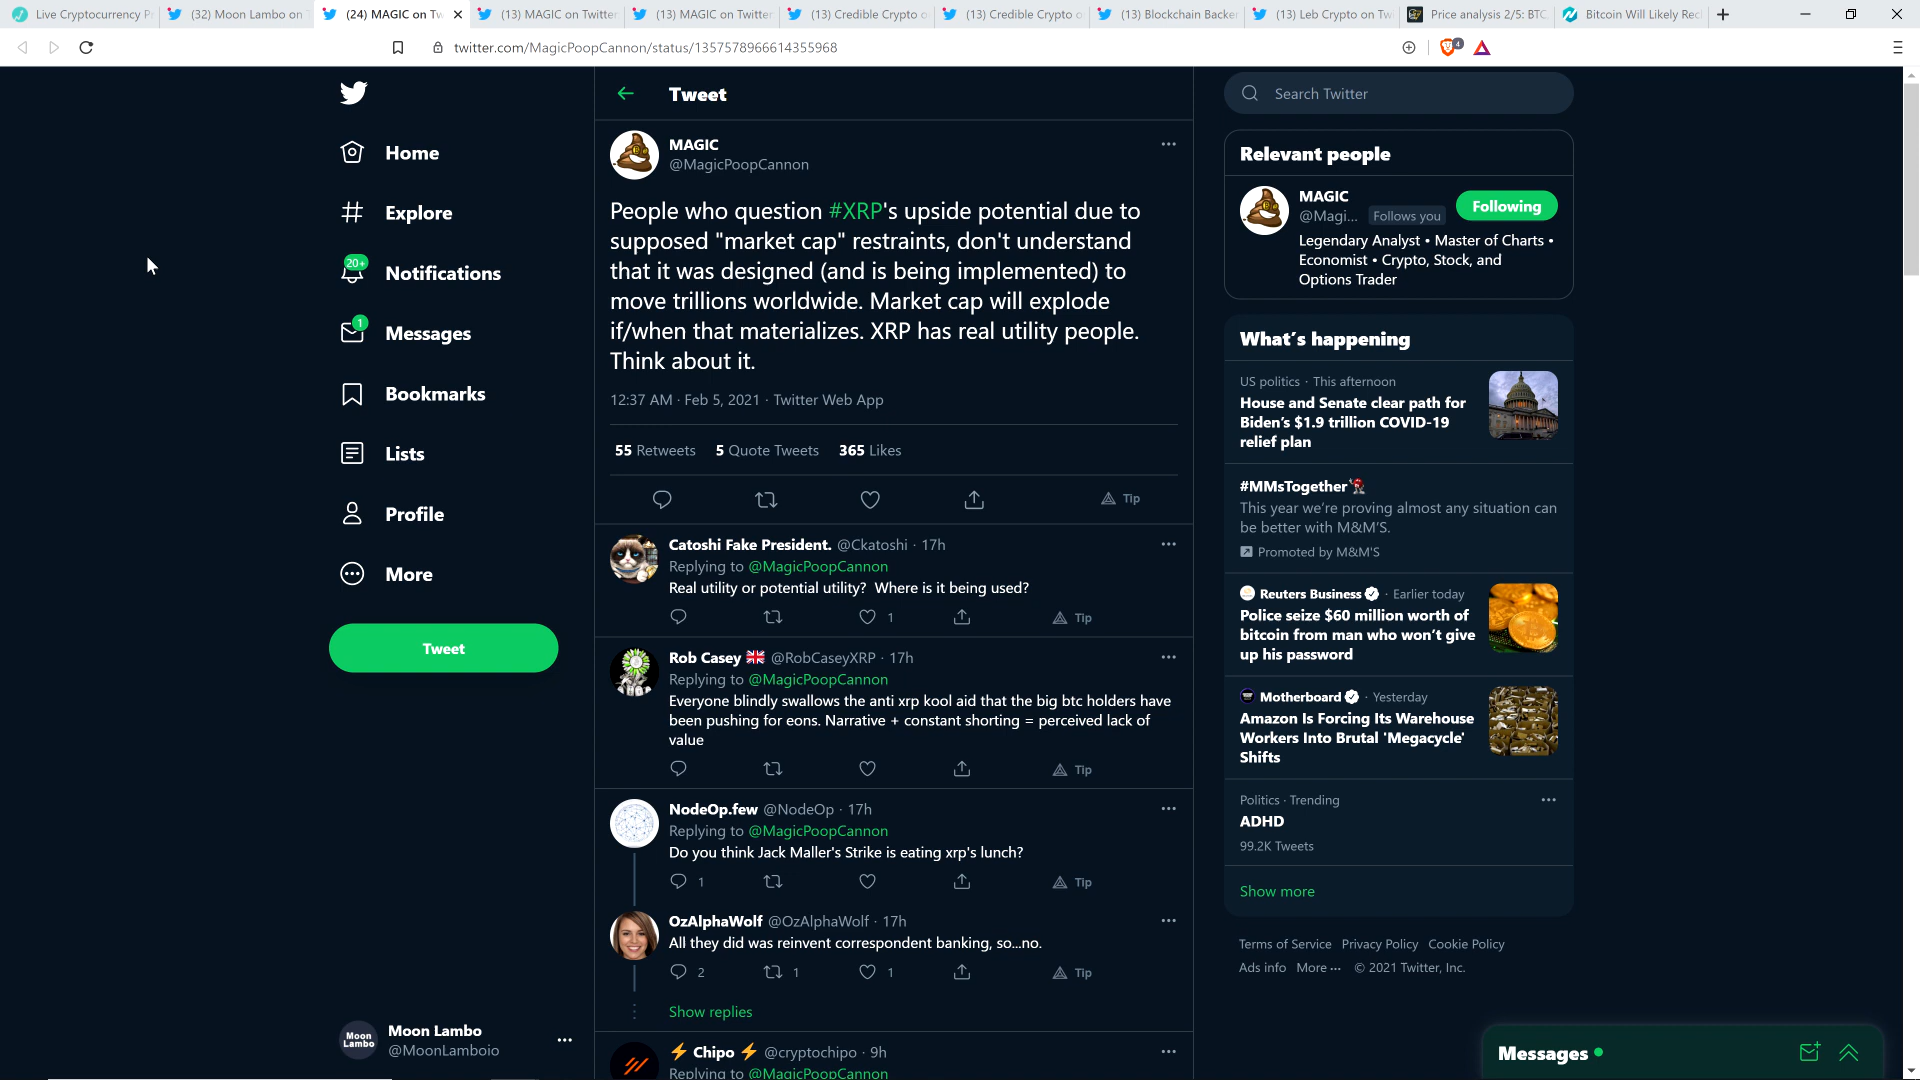 Live Cryptocurrency P
(32) Moon Lambo on
(24) MAGIC on Tw
(13) MAGIC on Twitter
(13) MAGIC on Twitter
(13) Credible Crypto o
(13) Credible Crypto o
(13) Blockchain Backer
(13) Leb Crypto on Tw
Price analysis 2/5: BTC,
Bitcoin Will Likely Rec
twitter.com/MagicPoopCannon/status/1357578966614355968
4
Home
Explore
20+
Notifications
1
Messages
Bookmarks
Lists
Profile
More
Tweet
Moon Lambo
Moon Lambo
@MoonLamboio
Tweet
MAGIC
@MagicPoopCannon
People who question #XRP's upside potential due to
supposed "market cap" restraints, don't understand
that it was designed (and is being implemented) to
move trillions worldwide. Market cap will explode
if/when that materializes. XRP has real utility people.
Think about it.
12:37 AM · Feb 5, 2021 · Twitter Web App
55 Retweets 5 Quote Tweets 365 Likes
Tip
Catoshi Fake President. @Ckatoshi · 17h
Replying to @MagicPoopCannon
Real utility or potential utility? Where is it being used?
1 Tip
Rob Casey @RobCaseyXRP · 17h
Replying to @MagicPoopCannon
Everyone blindly swallows the anti xrp kool aid that the big btc holders have
been pushing for eons. Narrative + constant shorting = perceived lack of
value
Tip
NodeOp.few @NodeOp · 17h
Replying to @MagicPoopCannon
Do you think Jack Maller's Strike is eating xrp's lunch?
1 Tip
OzAlphaWolf @OzAlphaWolf · 17h
All they did was reinvent correspondent banking, so...no.
2 1 1 Tip
Show replies
⚡ Chipo ⚡ @cryptochipo · 9h
Replying to @MagicPoopCannon
Search Twitter
Relevant people
MAGIC
@Magi... Follows you
Following
Legendary Analyst • Master of Charts •
Economist • Crypto, Stock, and
Options Trader
What's happening
US politics · This afternoon
House and Senate clear path for
Biden's $1.9 trillion COVID-19
relief plan
#MMsTogether
This year we're proving almost any situation can
be better with M&M'S.
Promoted by M&M'S
Reuters Business · Earlier today
Police seize $60 million worth of
bitcoin from man who won't give
up his password
Motherboard · Yesterday
Amazon Is Forcing Its Warehouse
Workers Into Brutal 'Megacycle'
Shifts
Politics · Trending
ADHD
99.2K Tweets
Show more
Terms of Service Privacy Policy Cookie Policy
Ads info More ··· © 2021 Twitter, Inc.
Messages